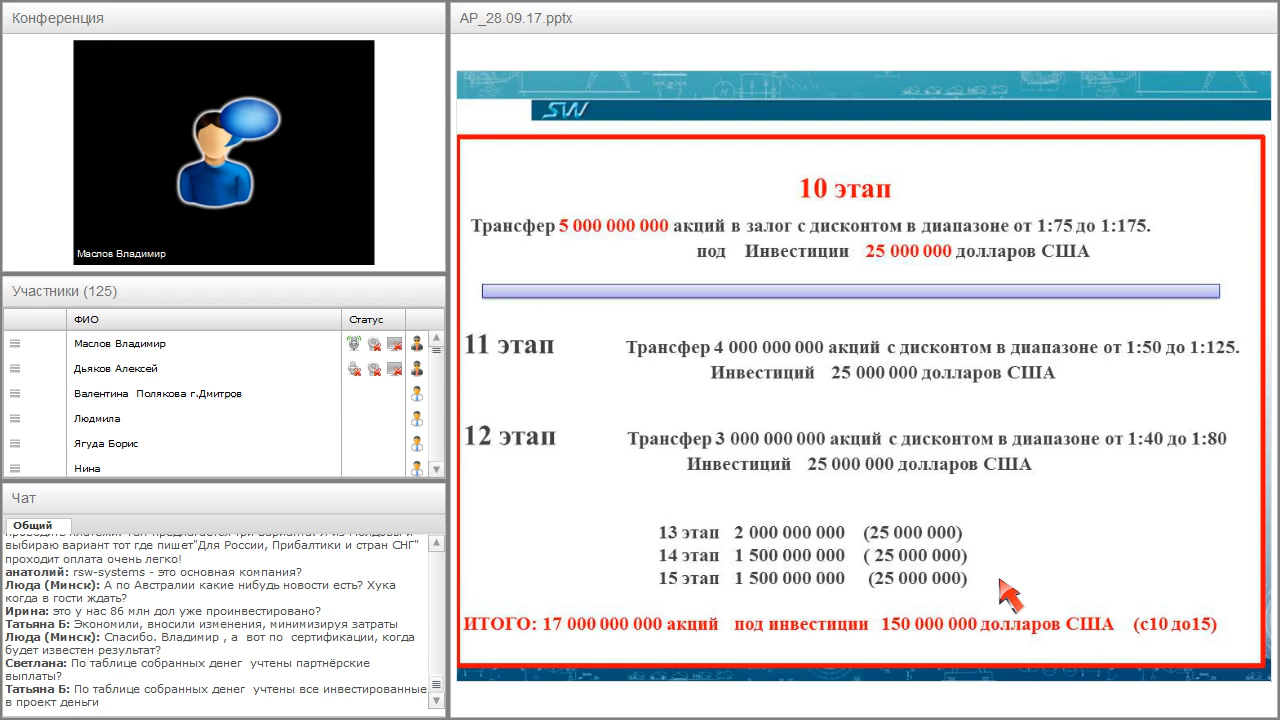 Конференция
Маслов Владимир
Участники (125)
ФИО Статус
Маслов Владимир
Дьяков Алексей
Валентина Полякова г.Дмитров
Людмила
Ягуда Борис
Нина
Чат
Общий
выбираю вариант тот где пишет"Для России, Прибалтики и стран СНГ"
проходит оплата очень легко!
анатолий: rsw-systems - это основная компания?
Люда (Минск): А по Австралии какие нибудь новости есть? Хука
когда в гости ждать?
Ирина: это у нас 86 млн дол уже проинвестировано?
Татьяна Б: Экономили, вносили изменения, минимизируя затраты
Люда (Минск): Спасибо. Владимир , а вот по сертификации, когда
будет известен результат?
Светлана: По таблице собранных денег учтены партнёрские
выплаты?
Татьяна Б: По таблице собранных денег учтены все инвестированные
в проект деньги
AP_28.09.17.pptx
SW
10 этап
Трансфер 5 000 000 000 акций в залог с дисконтом в диапазоне от 1:75 до 1:175.
под Инвестиции 25 000 000 долларов США
11 этап Трансфер 4 000 000 000 акций с дисконтом в диапазоне от 1:50 до 1:125.
Инвестиций 25 000 000 долларов США
12 этап Трансфер 3 000 000 000 акций с дисконтом в диапазоне от 1:40 до 1:80
Инвестиций 25 000 000 долларов США
13 этап 2 000 000 000 (25 000 000)
14 этап 1 500 000 000 ( 25 000 000)
15 этап 1 500 000 000 (25 000 000)
ИТОГО: 17 000 000 000 акций под инвестиции 150 000 000 долларов США (с10 до15)